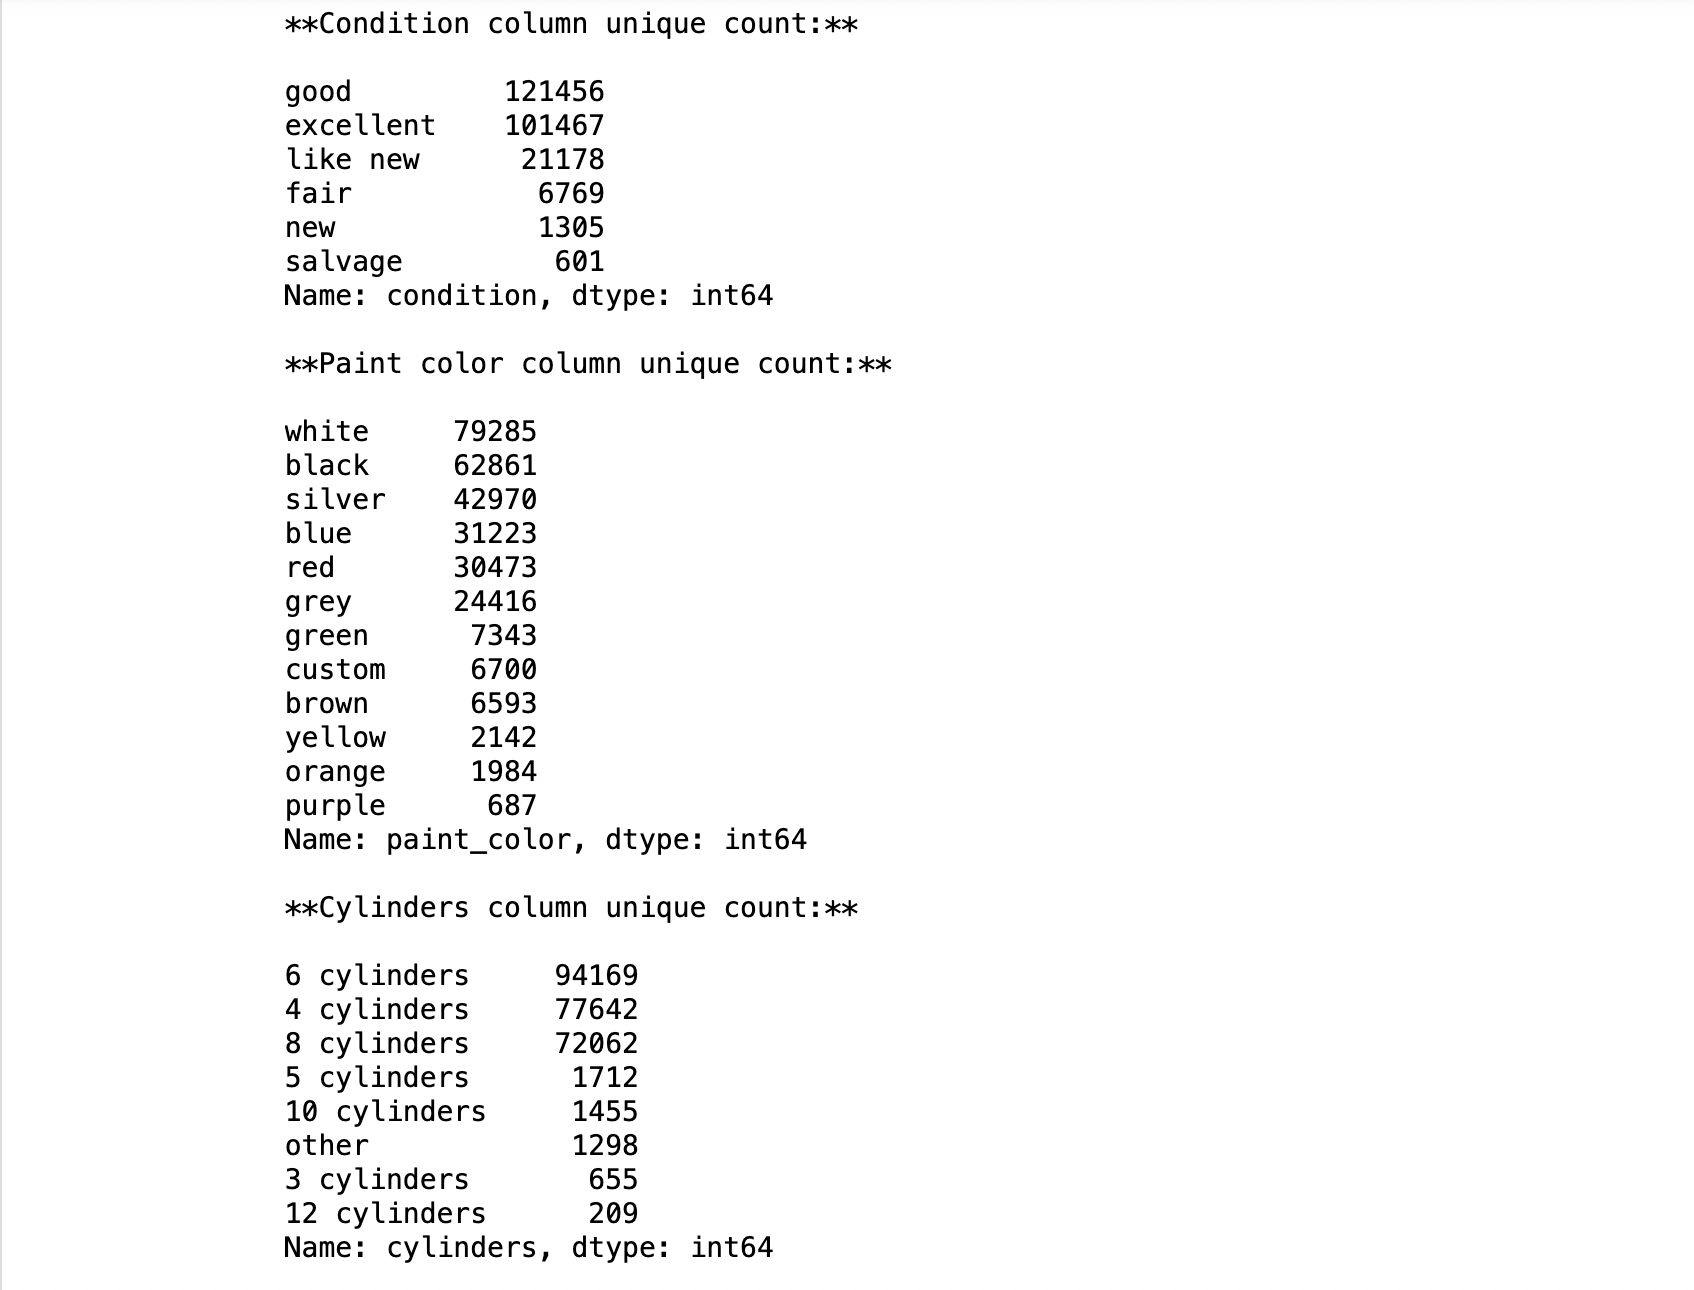 **Condition column unique count:**
good 121456
excellent 101467
like new 21178
fair 6769
new 1305
salvage 601
Name: condition, dtype: int64
**Paint color column unique count:**
white 79285
black 62861
silver 42970
blue 31223
red 30473
grey 24416
green 7343
custom 6700
brown 6593
yellow 2142
orange 1984
purple 687
Name: paint_color, dtype: int64
**Cylinders column unique count:**
6 cylinders 94169
4 cylinders 77642
8 cylinders 72062
5 cylinders 1712
10 cylinders 1455
other 1298
3 cylinders 655
12 cylinders 209
Name: cylinders, dtype: int64